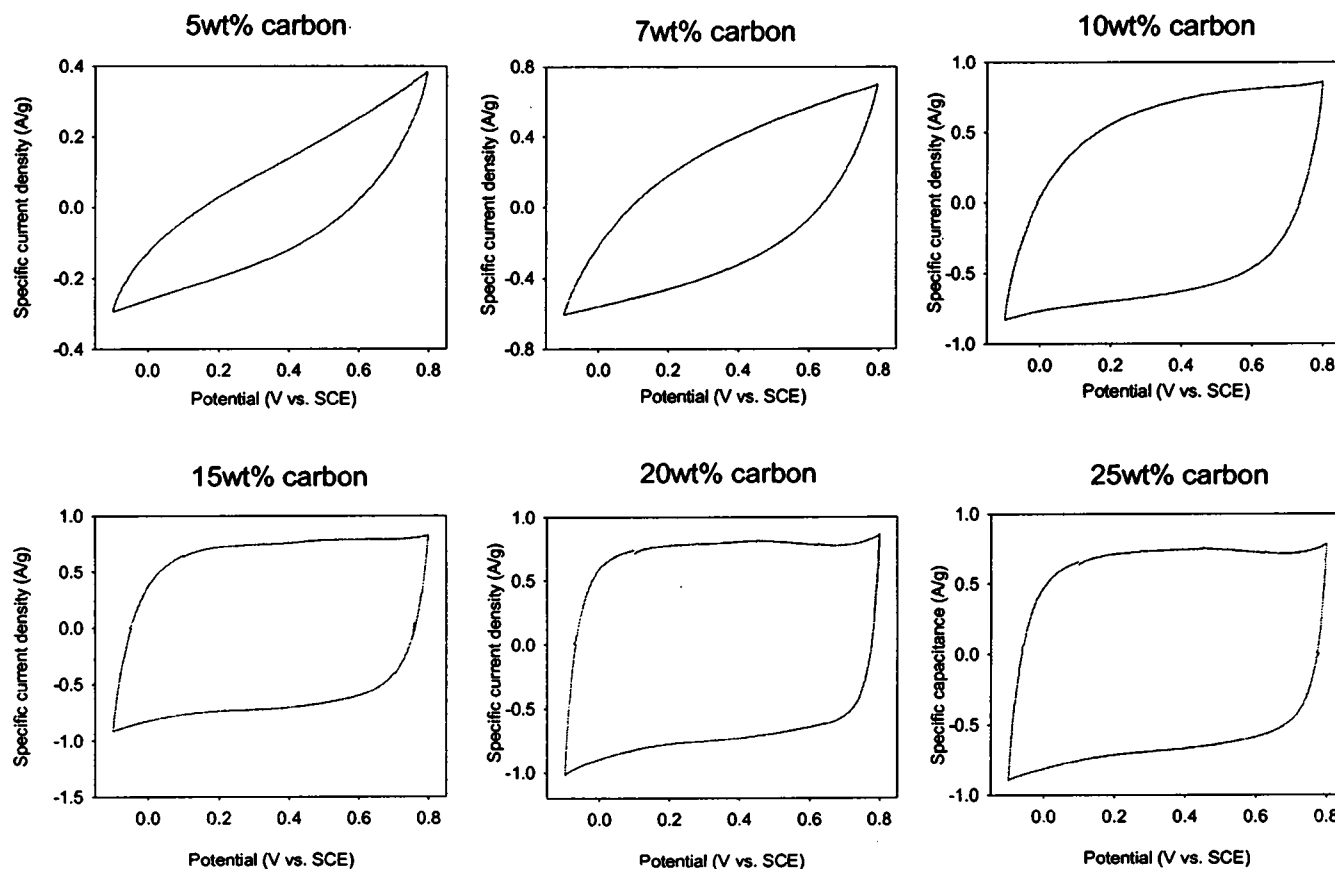 5wt% carbon
7wt% carbon
10wt% carbon
Specific current density (A/g)
0.4
0.2
0.0
-0.2
-0.4
0.0 0.2 0.4 0.6 0.8
Potential (V vs. SCE)
Specific current density (A/g)
0.8
0.4
0.0
-0.4
-0.8
0.0 0.2 0.4 0.6 0.8
Potential (V vs. SCE)
Specific current density (A/g)
1.0
0.5
0.0
-0.5
-1.0
0.0 0.2 0.4 0.6 0.8
Potential (V vs. SCE)
15wt% carbon
20wt% carbon
25wt% carbon
Specific current density (A/g)
1.0
0.5
0.0
-0.5
-1.0
-1.5
0.0 0.2 0.4 0.6 0.8
Potential (V vs. SCE)
Specific current density (A/g)
1.0
0.5
0.0
-0.5
-1.0
0.0 0.2 0.4 0.6 0.8
Potential (V vs. SCE)
Specific capacitance (A/g)
1.0
0.5
0.0
-0.5
-1.0
0.0 0.2 0.4 0.6 0.8
Potential (V vs. SCE)